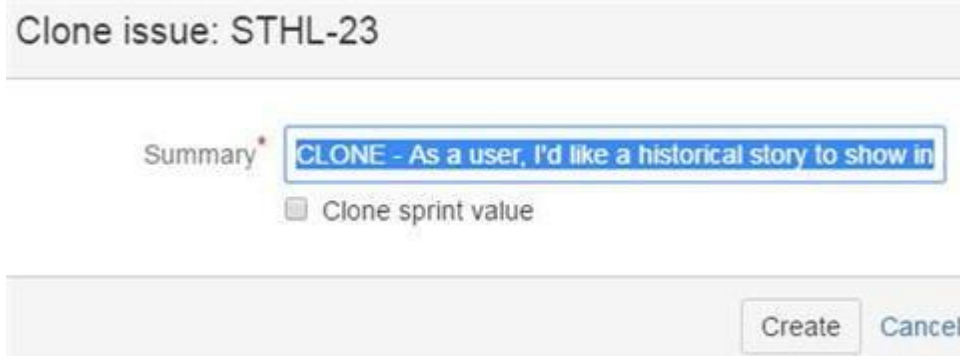 Clone issue: STHL-23
Summary* CLONE - As a user, I'd like a historical story to show in
Clone sprint value
Create Cancel